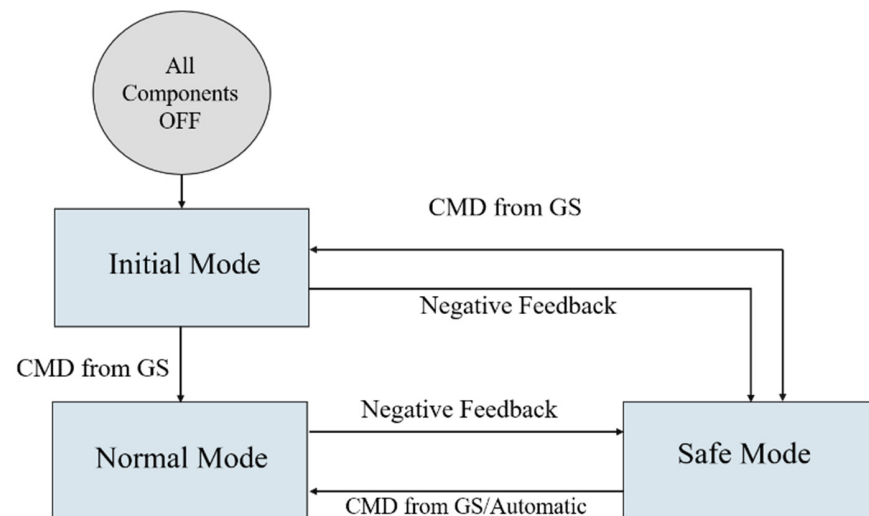 All
Components
OFF
CMD from GS
Initial Mode
Negative Feedback
CMD from GS
Negative Feedback
Normal Mode
Safe Mode
CMD from GS/Automatic